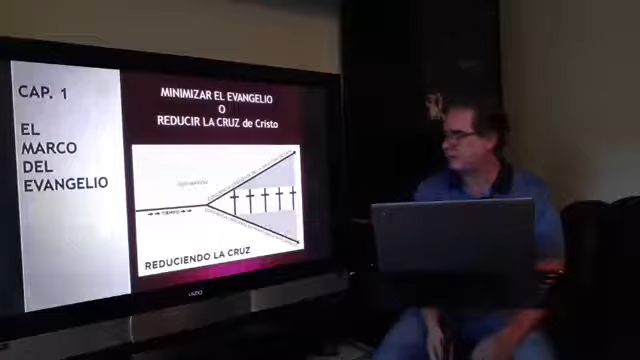 CAP. 1
EL
MARCO
DEL
EVANGELIO
MINIMIZAR EL EVANGELIO
O
REDUCIR LA CRUZ de Cristo
TIEMPO
REDUCIENDO LA CRUZ
VIZIO